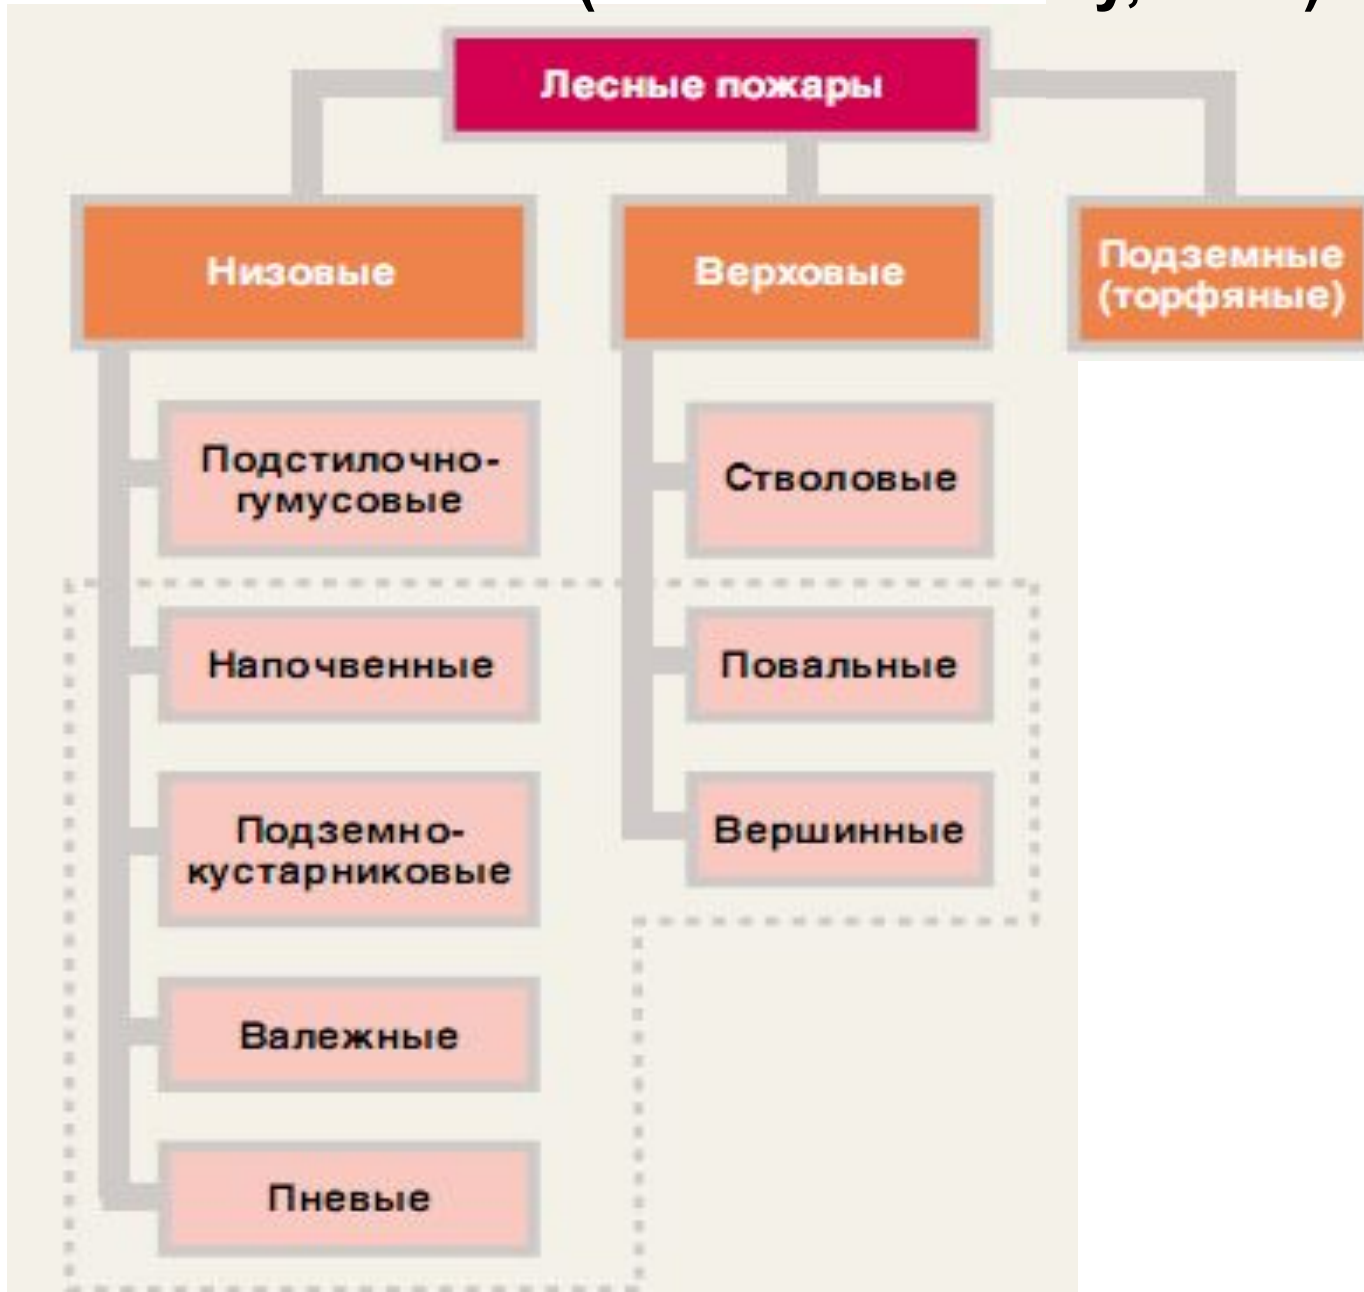 Лесные пожары
Низовые
Верховые
Подземные
(торфяные)
Подстилочно-
гумусовые
Стволовые
Напочвенные
Повальные
Подземно-
кустарниковые
Вершинные
Валежные
Пневые